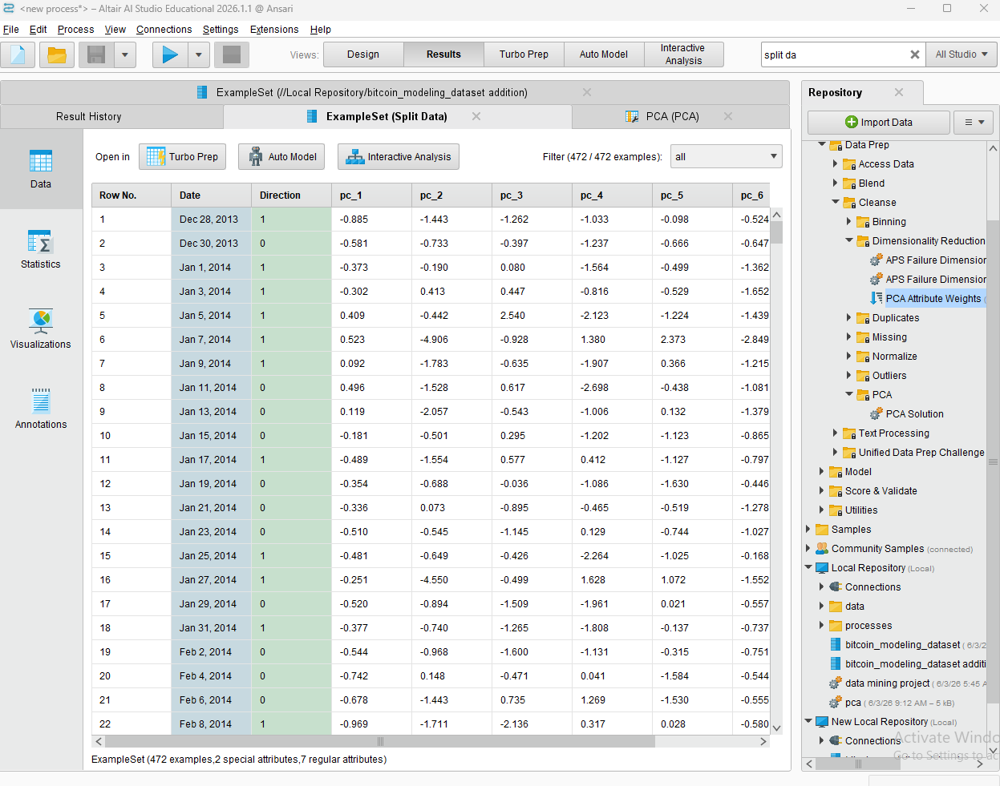 <new process*> – Altair AI Studio Educational 2026.1.1 @ Ansari
File Edit Process View Connections Settings Extensions Help
Views: Design Results Turbo Prep Auto Model Interactive Analysis split da All Studio
ExampleSet (//Local Repository/bitcoin_modeling_dataset addition)
Result History ExampleSet (Split Data) PCA (PCA)
Data
Statistics
Visualizations
Annotations
Open in Turbo Prep Auto Model Interactive Analysis Filter (472 / 472 examples): all
Row No. Date Direction pc_1 pc_2 pc_3 pc_4 pc_5 pc_6
1 Dec 28, 2013 1 -0.885 -1.443 -1.262 -1.033 -0.098 -0.524
2 Dec 30, 2013 0 -0.581 -0.733 -0.397 -1.237 -0.666 -0.647
3 Jan 1, 2014 1 -0.373 -0.190 0.080 -1.564 -0.499 -1.362
4 Jan 3, 2014 1 -0.302 0.413 0.447 -0.816 -0.529 -1.652
5 Jan 5, 2014 1 0.409 -0.442 2.540 -2.123 -1.224 -1.439
6 Jan 7, 2014 1 0.523 -4.906 -0.928 1.380 2.373 -2.849
7 Jan 9, 2014 1 0.092 -1.783 -0.635 -1.907 0.366 -1.215
8 Jan 11, 2014 0 0.496 -1.528 0.617 -2.698 -0.438 -1.081
9 Jan 13, 2014 0 0.119 -2.057 -0.543 -1.006 0.132 -1.379
10 Jan 15, 2014 0 -0.181 -0.501 0.295 -1.202 -1.123 -0.865
11 Jan 17, 2014 1 -0.489 -1.554 0.577 0.412 -1.127 -0.797
12 Jan 19, 2014 0 -0.354 -0.688 -0.036 -1.086 -1.630 -0.446
13 Jan 21, 2014 0 -0.336 0.073 -0.895 -0.465 -0.519 -1.278
14 Jan 23, 2014 0 -0.510 -0.545 -1.145 0.129 -0.744 -1.027
15 Jan 25, 2014 1 -0.481 -0.649 -0.426 -2.264 -1.025 -0.168
16 Jan 27, 2014 1 -0.251 -4.550 -0.499 1.628 1.072 -1.552
17 Jan 29, 2014 0 -0.520 -0.894 -1.509 -1.961 0.021 -0.557
18 Jan 31, 2014 1 -0.377 -0.740 -1.265 -1.808 -0.137 -0.737
19 Feb 2, 2014 0 -0.544 -0.968 -1.600 -1.131 -0.315 -0.751
20 Feb 4, 2014 0 -0.742 0.148 -0.471 0.041 -1.584 -0.544
21 Feb 6, 2014 0 -0.678 -1.443 0.735 1.269 -1.530 -0.555
22 Feb 8, 2014 1 -0.969 -1.711 -2.136 0.317 0.028 -0.580
ExampleSet (472 examples,2 special attributes,7 regular attributes)
Repository
Import Data
Data Prep
Access Data
Blend
Cleanse
Binning
Dimensionality Reduction
APS Failure Dimension
APS Failure Dimension
PCA Attribute Weights (
Duplicates
Missing
Normalize
Outliers
PCA
PCA Solution
Text Processing
Unified Data Prep Challenge
Model
Score & Validate
Utilities
Samples
Community Samples (connected)
Local Repository (Local)
Connections
data
processes
bitcoin_modeling_dataset ( 6/3/2
bitcoin_modeling_dataset additi
data mining project ( 6/3/26 5:45 A
pca ( 6/3/26 9:12 AM – 5 kB)
New Local Repository (Local)
Connections
Activate Windo
Go to Settings to ac